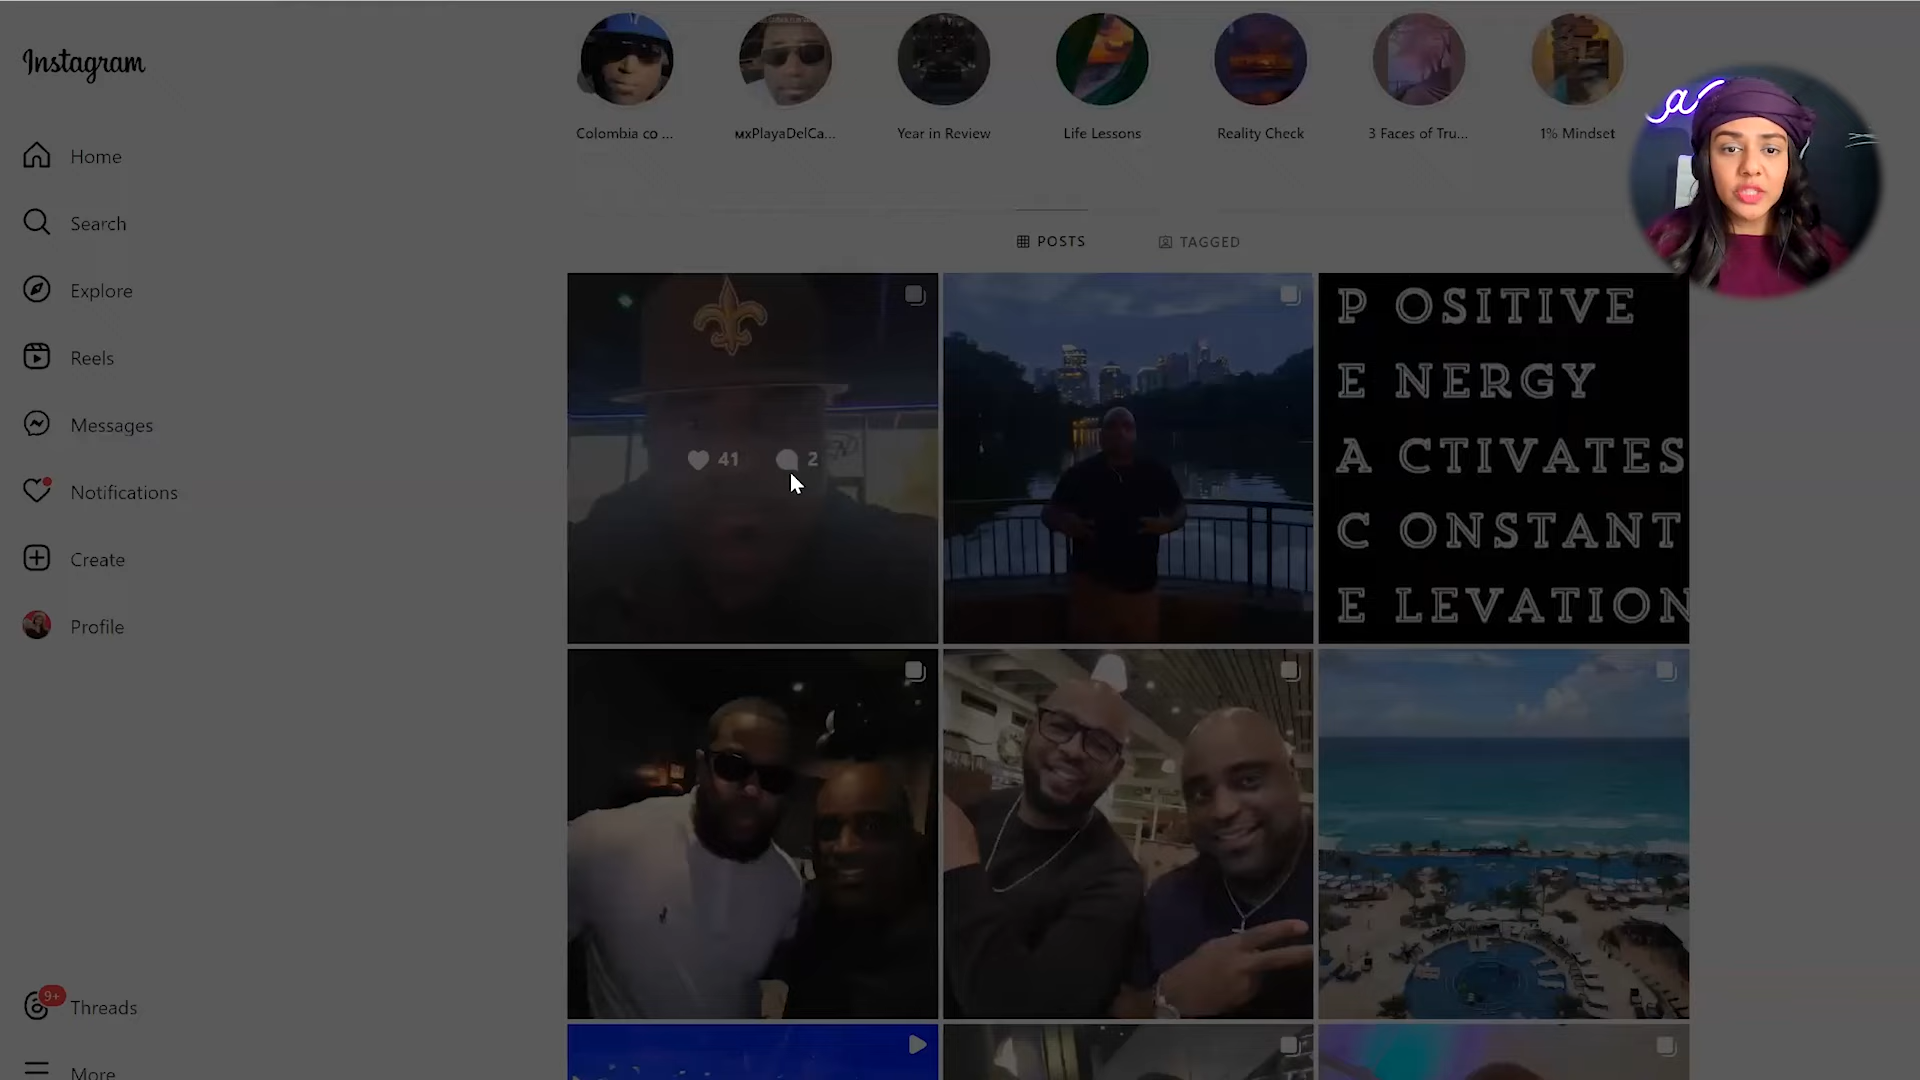 Instagram
Colombia co ...
мxPlayaDelCa...
Year in Review
Life Lessons
Reality Check
3 Faces of Tru...
1% Mindset
Home
Search
Explore
Reels
Messages
Notifications
Create
Profile
9+
Threads
More
POSTS
TAGGED
41
2
P OSITIVE
E NERGY
A CTIVATES
C ONSTANT
E LEVATION